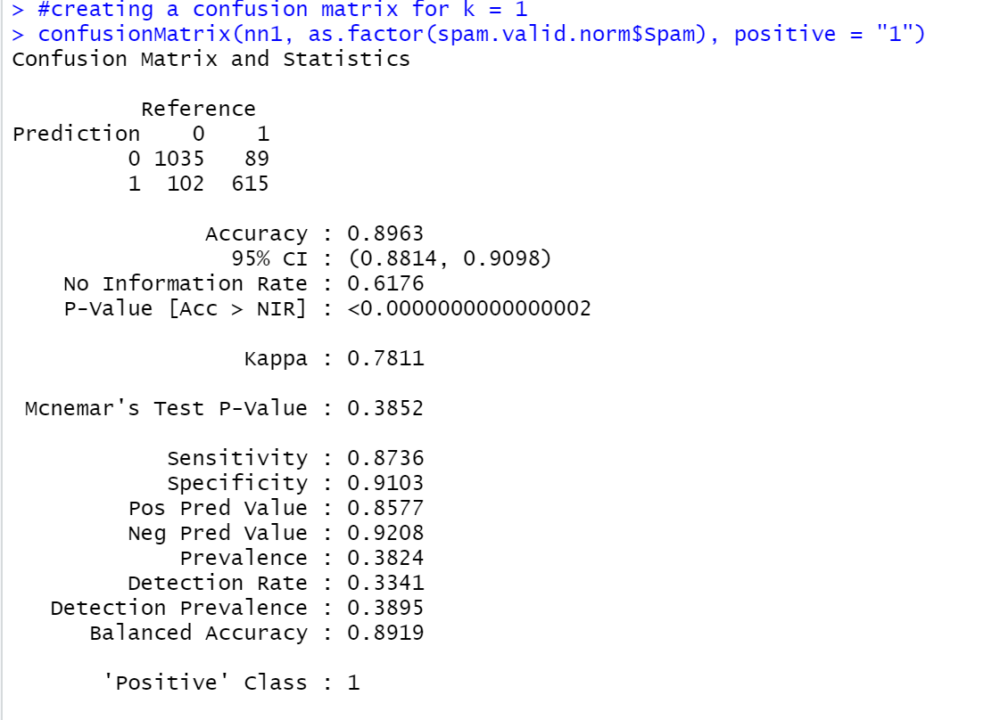 > #creating a confusion matrix for k = 1
> confusionMatrix(nn1, as.factor(spam.valid.norm$Spam), positive = "1")
Confusion Matrix and Statistics

          Reference
Prediction    0    1
         0 1035   89
         1  102  615

               Accuracy : 0.8963
                 95% CI : (0.8814, 0.9098)
    No Information Rate : 0.6176
    P-Value [Acc > NIR] : <0.0000000000000002

                  Kappa : 0.7811

 Mcnemar's Test P-Value : 0.3852

            Sensitivity : 0.8736
            Specificity : 0.9103
         Pos Pred Value : 0.8577
         Neg Pred Value : 0.9208
             Prevalence : 0.3824
         Detection Rate : 0.3341
   Detection Prevalence : 0.3895
      Balanced Accuracy : 0.8919

       'Positive' Class : 1